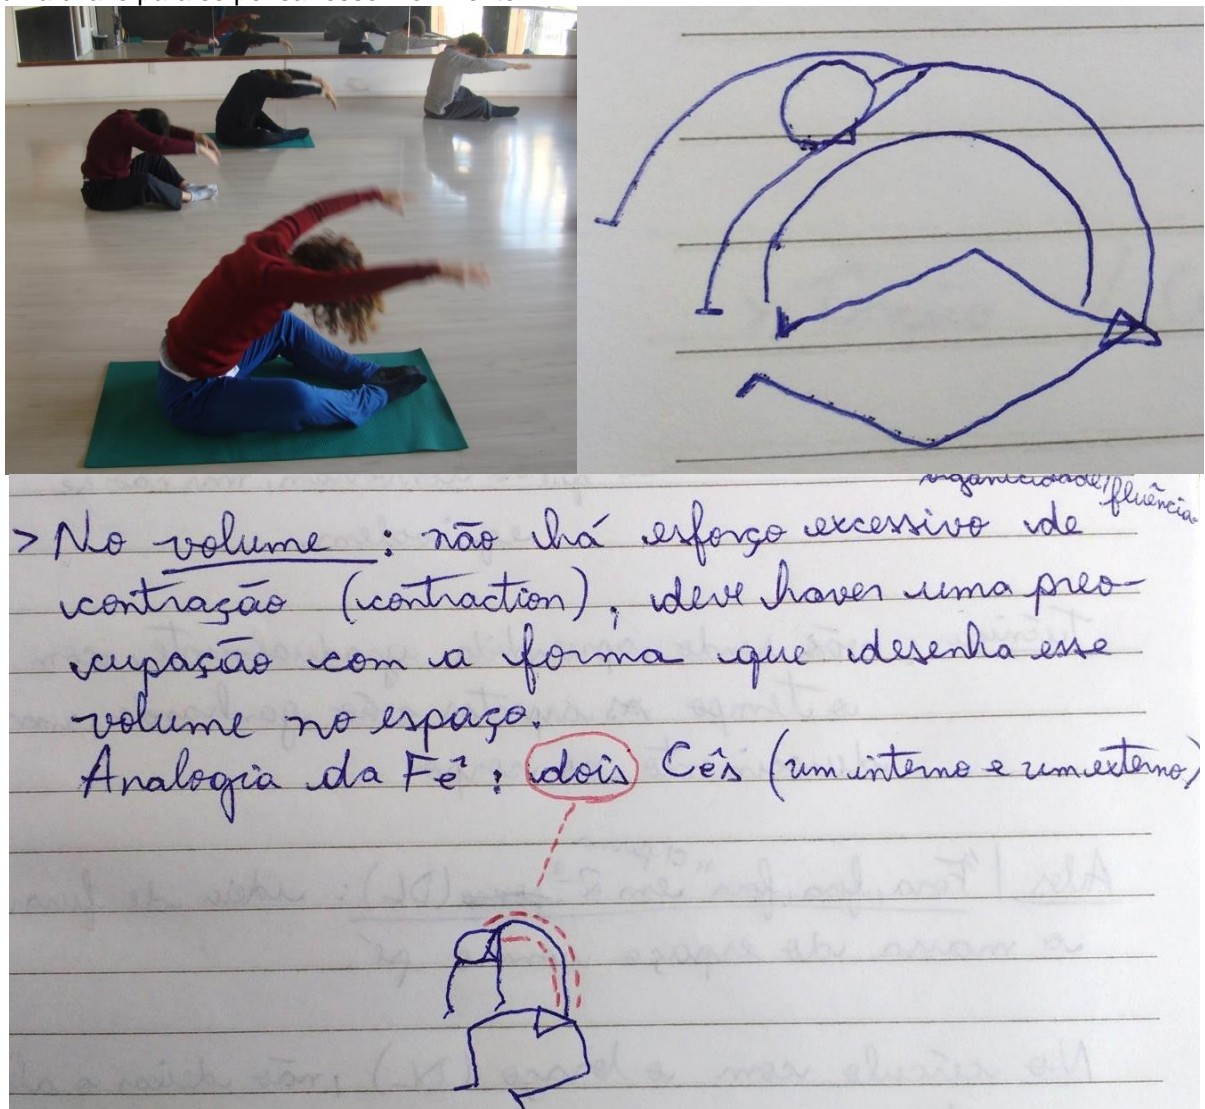 organicidade/
fluência
> No volume : não há esforço excessivo de
contração (contraction), deve haver uma preo-
cupação com a forma que desenha esse
volume no espaço.
Analogia da Fê : dois Cês (um interno e um externo)